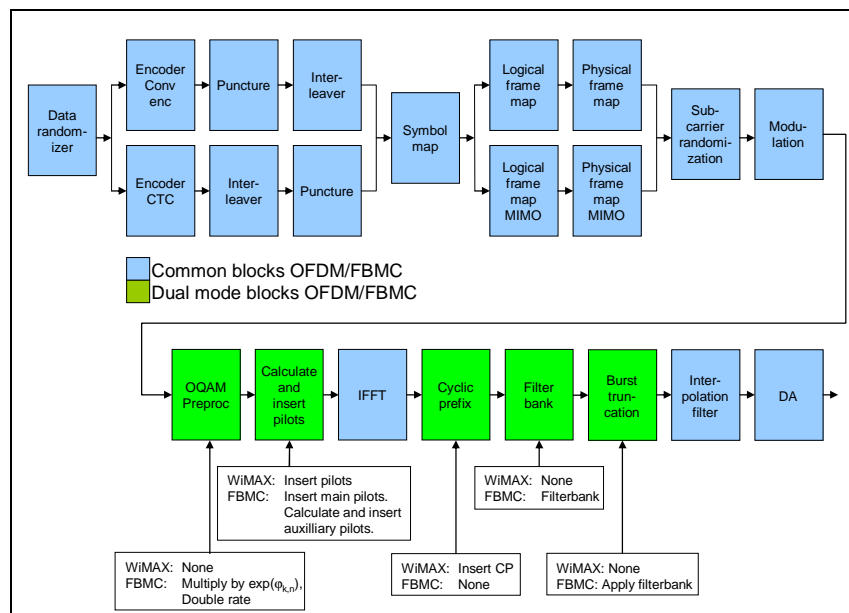 Data
random-
izer
Encoder
Conv
enc
Puncture
Inter-
leaver
Encoder
CTC
Inter-
leaver
Puncture
Symbol
map
Logical
frame
map
Physical
frame
map
Logical
frame
map
MIMO
Physical
frame
map
MIMO
Sub-
carrier
randomi-
zation
Modu-
lation
Common blocks OFDM/FBMC
Dual mode blocks OFDM/FBMC
OQAM
Preproc
Calculate
and
insert
pilots
IFFT
Cyclic
prefix
Filter
bank
Burst
trun-
cation
Inter-
polation
filter
DA
WiMAX: Insert pilots
FBMC: Insert main pilots.
Calculate and insert
auxilliary pilots.
WiMAX: None
FBMC: Filterbank
WiMAX: None
FBMC: Multiply by exp(φk,n),
Double rate
WiMAX: Insert CP
FBMC: None
WiMAX: None
FBMC: Apply filterbank